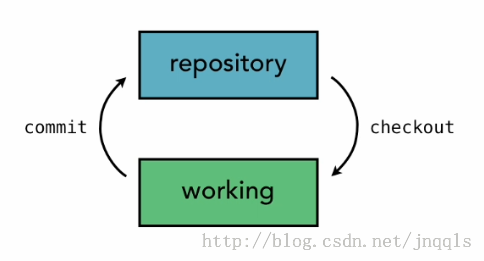 repository
commit
checkout
working
http://blog.csdn.net/jnqqls